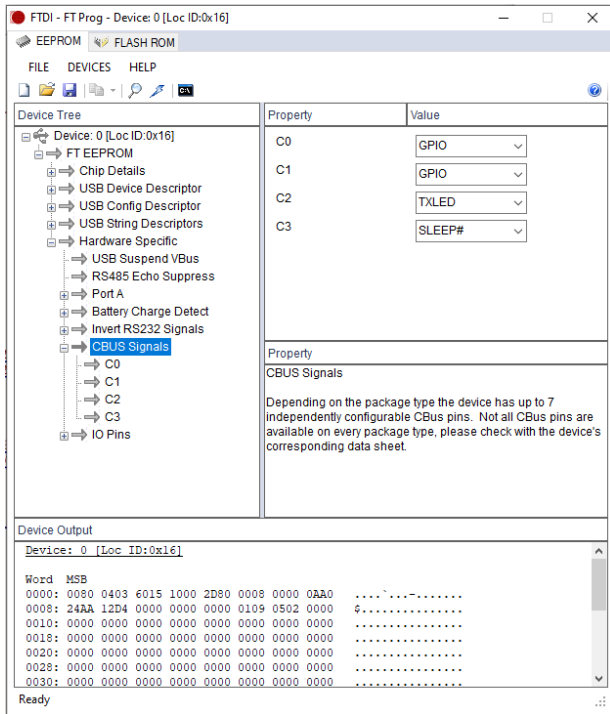 FTDI - FT Prog - Device: 0 [Loc ID:0x16]
EEPROM FLASH ROM
FILE DEVICES HELP
Device Tree
Device: 0 [Loc ID:0x16]
FT EEPROM
Chip Details
USB Device Descriptor
USB Config Descriptor
USB String Descriptors
Hardware Specific
USB Suspend VBus
RS485 Echo Suppress
Port A
Battery Charge Detect
Invert RS232 Signals
CBUS Signals
C0
C1
C2
C3
IO Pins
Property Value
C0 GPIO
C1 GPIO
C2 TXLED
C3 SLEEP#
Property
CBUS Signals
Depending on the package type the device has up to 7
independently configurable CBus pins. Not all CBus pins are
available on every package type, please check with the device's
corresponding data sheet.
Device Output
Device: 0 [Loc ID:0x16]
Word MSB
0000: 0080 0403 6015 1000 2D80 0008 0000 0AA0 ....`...-.......
0008: 24AA 12D4 0000 0000 0000 0109 0502 0000 $...............
0010: 0000 0000 0000 0000 0000 0000 0000 0000 ................
0018: 0000 0000 0000 0000 0000 0000 0000 0000 ................
0020: 0000 0000 0000 0000 0000 0000 0000 0000 ................
0028: 0000 0000 0000 0000 0000 0000 0000 0000 ................
0030: 0000 0000 0000 0000 0000 0000 0000 0000 ................
Ready